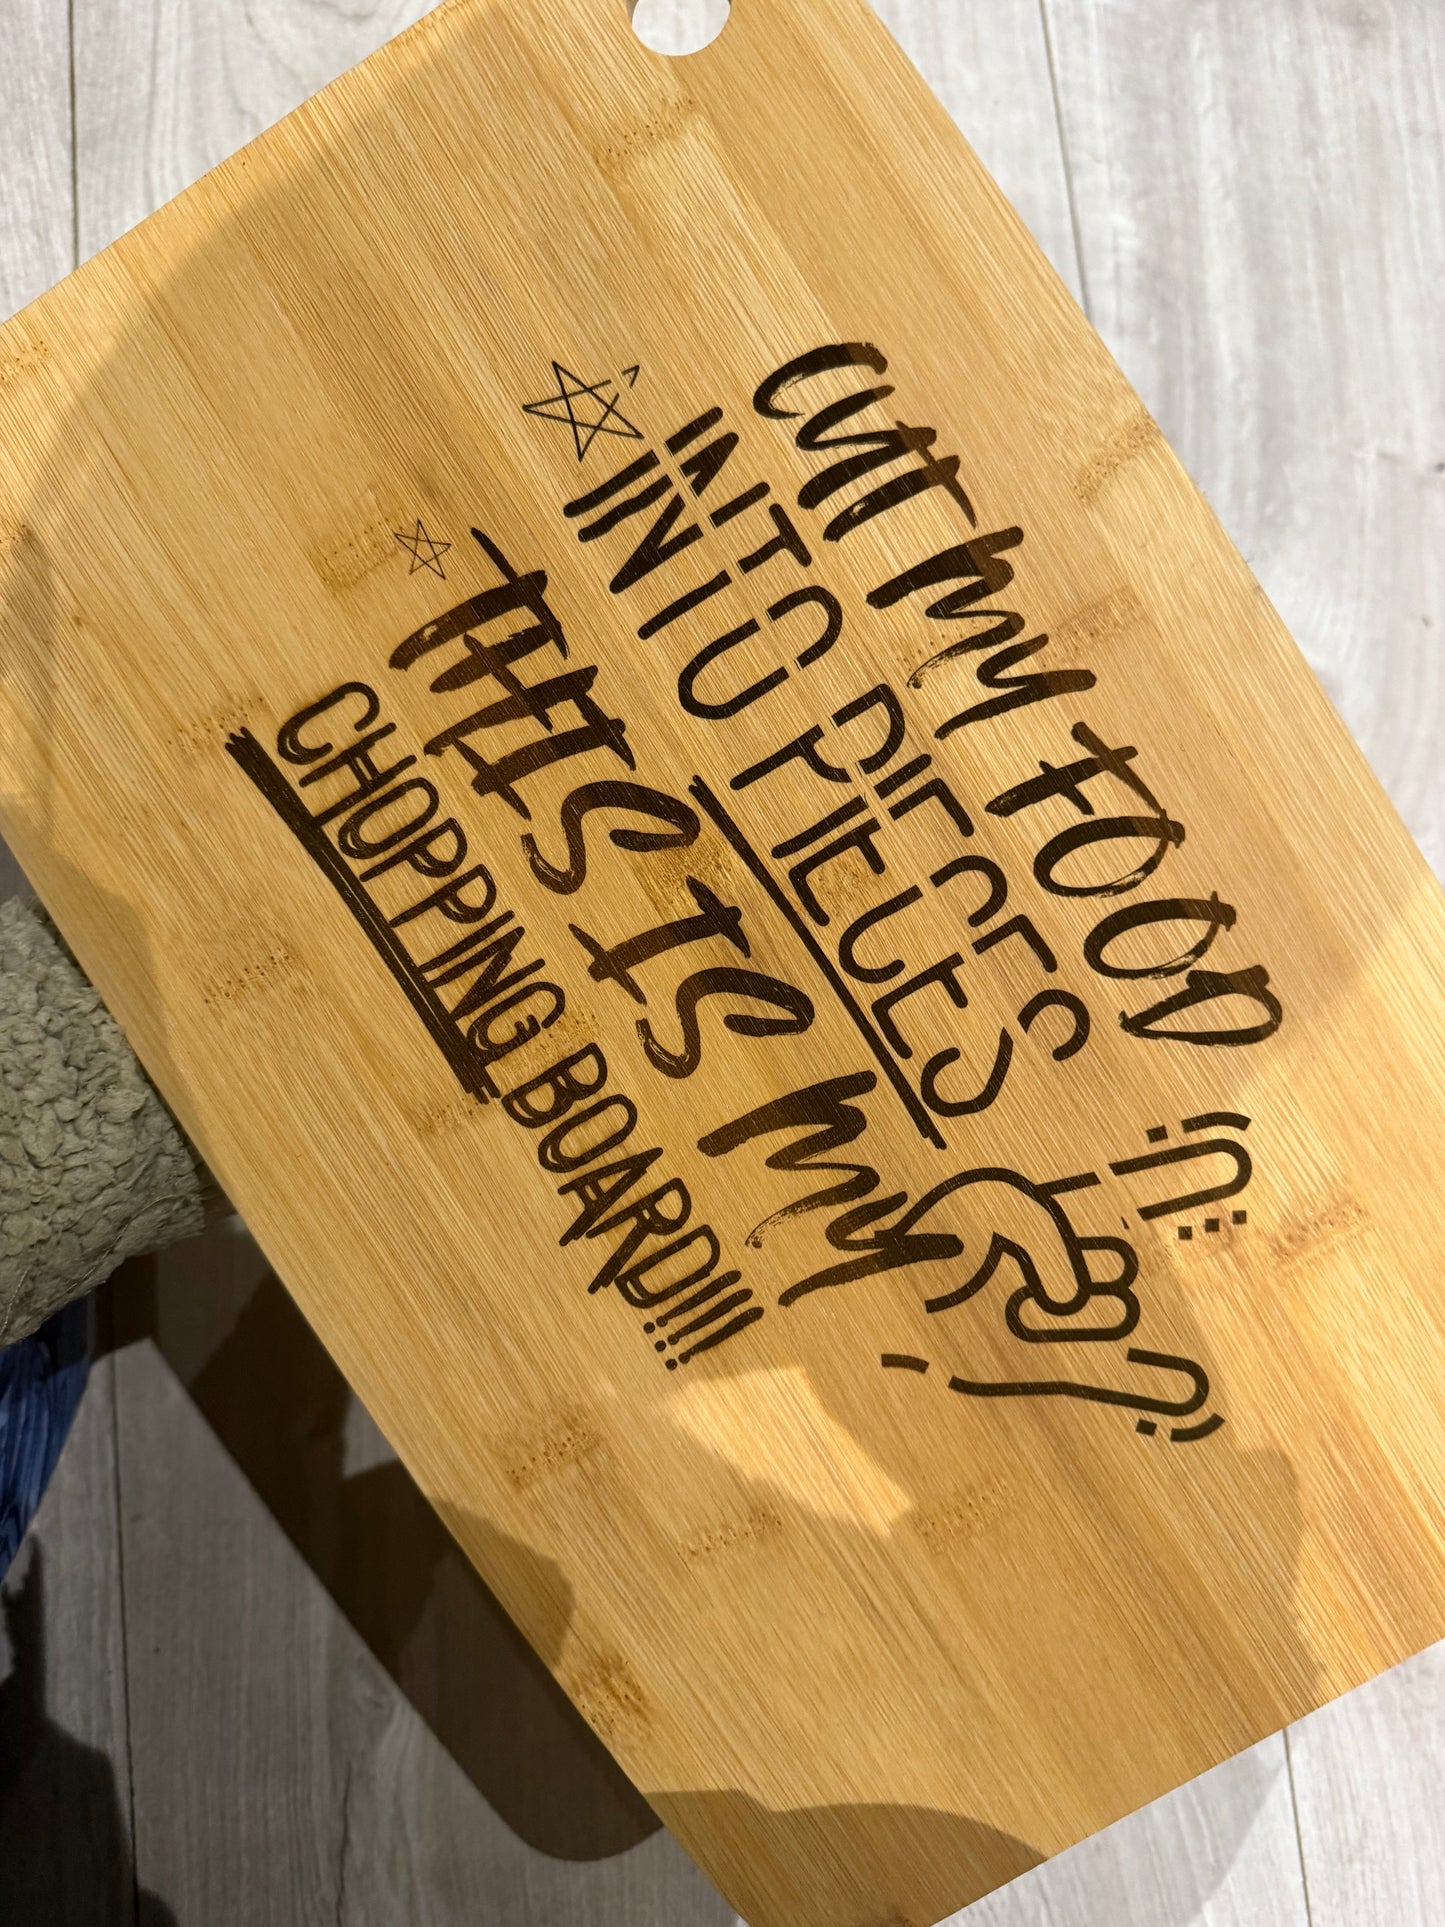 CUT MY FOOD
INTO PIECES
THIS IS MY
CHOPPING BOARD!!!